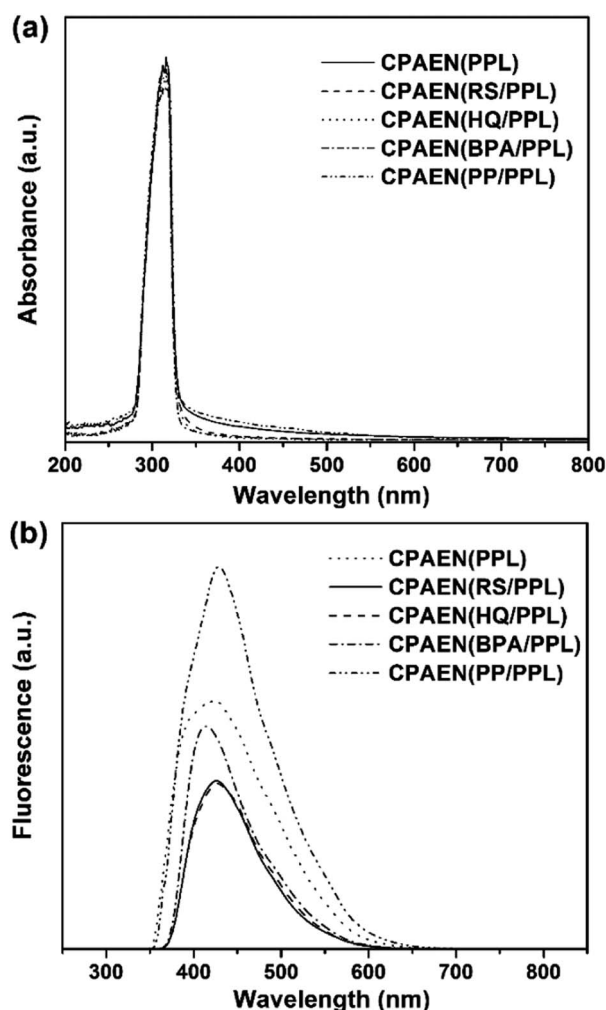 (a)
CPAEN(PPL)
CPAEN(RS/PPL)
CPAEN(HQ/PPL)
CPAEN(BPA/PPL)
CPAEN(PP/PPL)
Absorbance (a.u.)
200 300 400 500 600 700 800
Wavelength (nm)
(b)
CPAEN(PPL)
CPAEN(RS/PPL)
CPAEN(HQ/PPL)
CPAEN(BPA/PPL)
CPAEN(PP/PPL)
Fluorescence (a.u.)
300 400 500 600 700 800
Wavelength (nm)